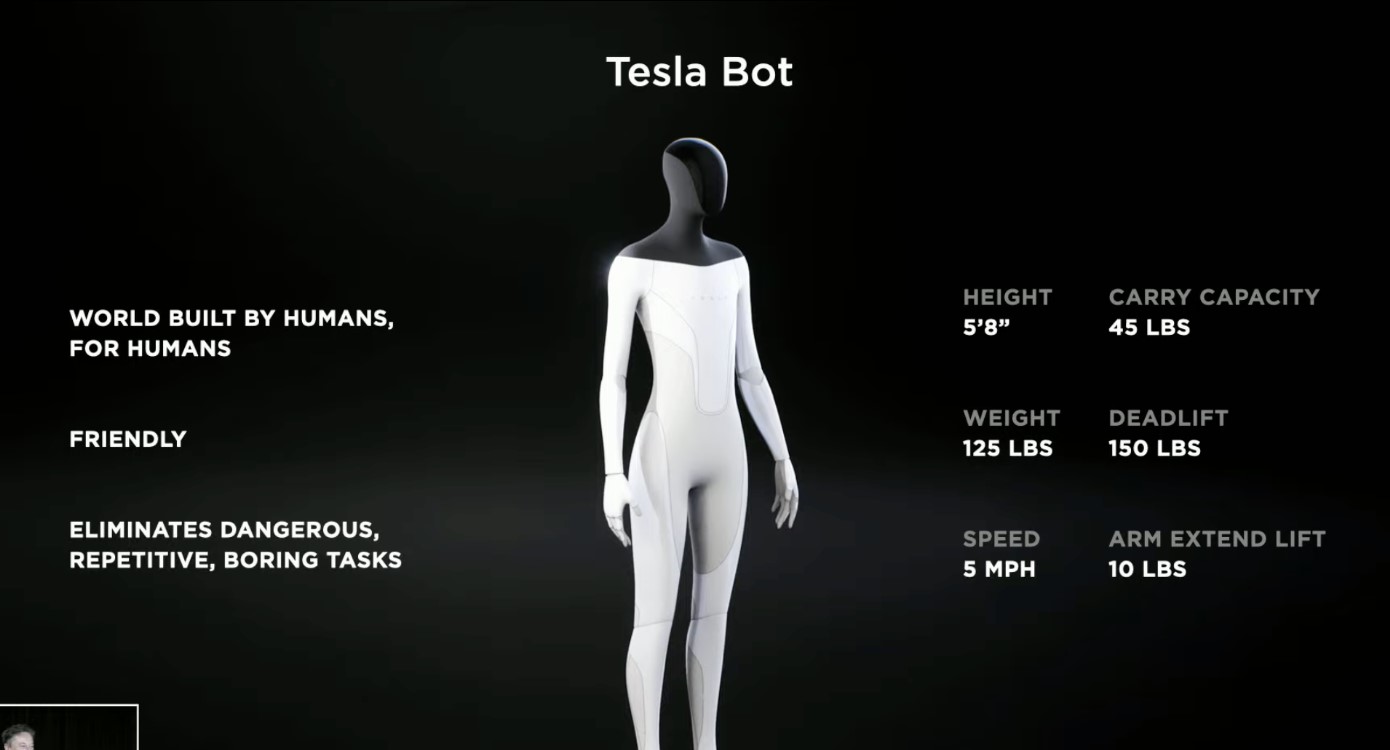 Tesla Bot
WORLD BUILT BY HUMANS,
FOR HUMANS
FRIENDLY
ELIMINATES DANGEROUS,
REPETITIVE, BORING TASKS
HEIGHT
5’8”
CARRY CAPACITY
45 LBS
WEIGHT
125 LBS
DEADLIFT
150 LBS
SPEED
5 MPH
ARM EXTEND LIFT
10 LBS